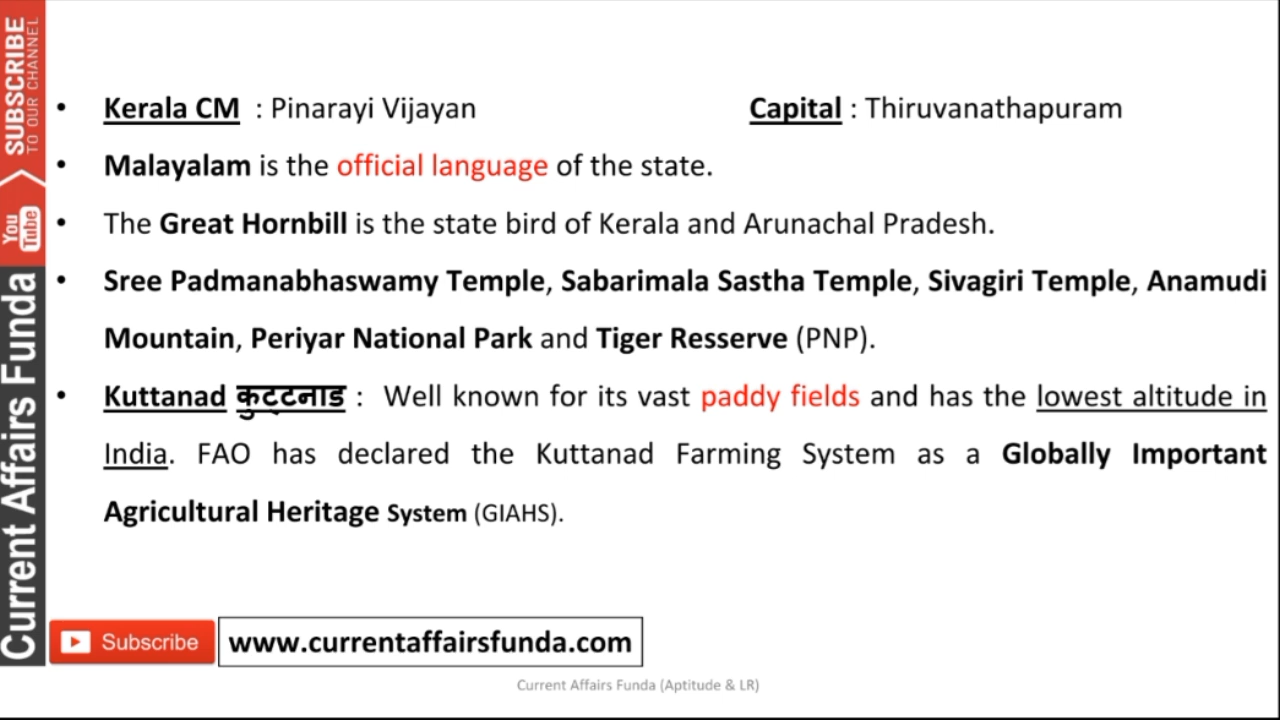 SUBSCRIBE
TO OUR CHANNEL
You Tube
Current Affairs Funda
• Kerala CM : Pinarayi Vijayan Capital : Thiruvanathapuram
• Malayalam is the official language of the state.
• The Great Hornbill is the state bird of Kerala and Arunachal Pradesh.
• Sree Padmanabhaswamy Temple, Sabarimala Sastha Temple, Sivagiri Temple, Anamudi
Mountain, Periyar National Park and Tiger Resserve (PNP).
• Kuttanad कुट्टनाड : Well known for its vast paddy fields and has the lowest altitude in
India. FAO has declared the Kuttanad Farming System as a Globally Important
Agricultural Heritage System (GIAHS).
Subscribe www.currentaffairsfunda.com
Current Affairs Funda (Aptitude & LR)